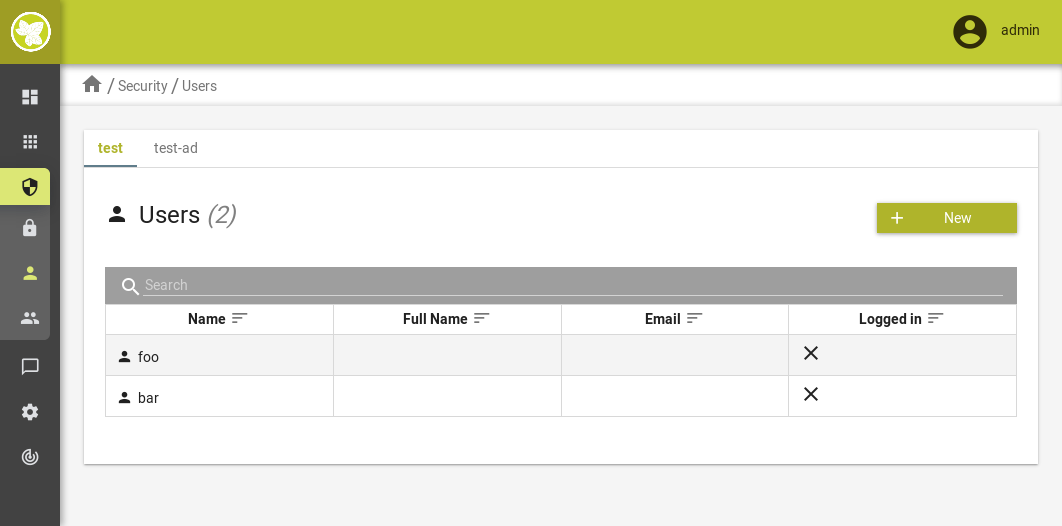 admin
/ Security / Users
test test-ad
Users (2)
New
Search
Name Full Name Email Logged in
foo
bar